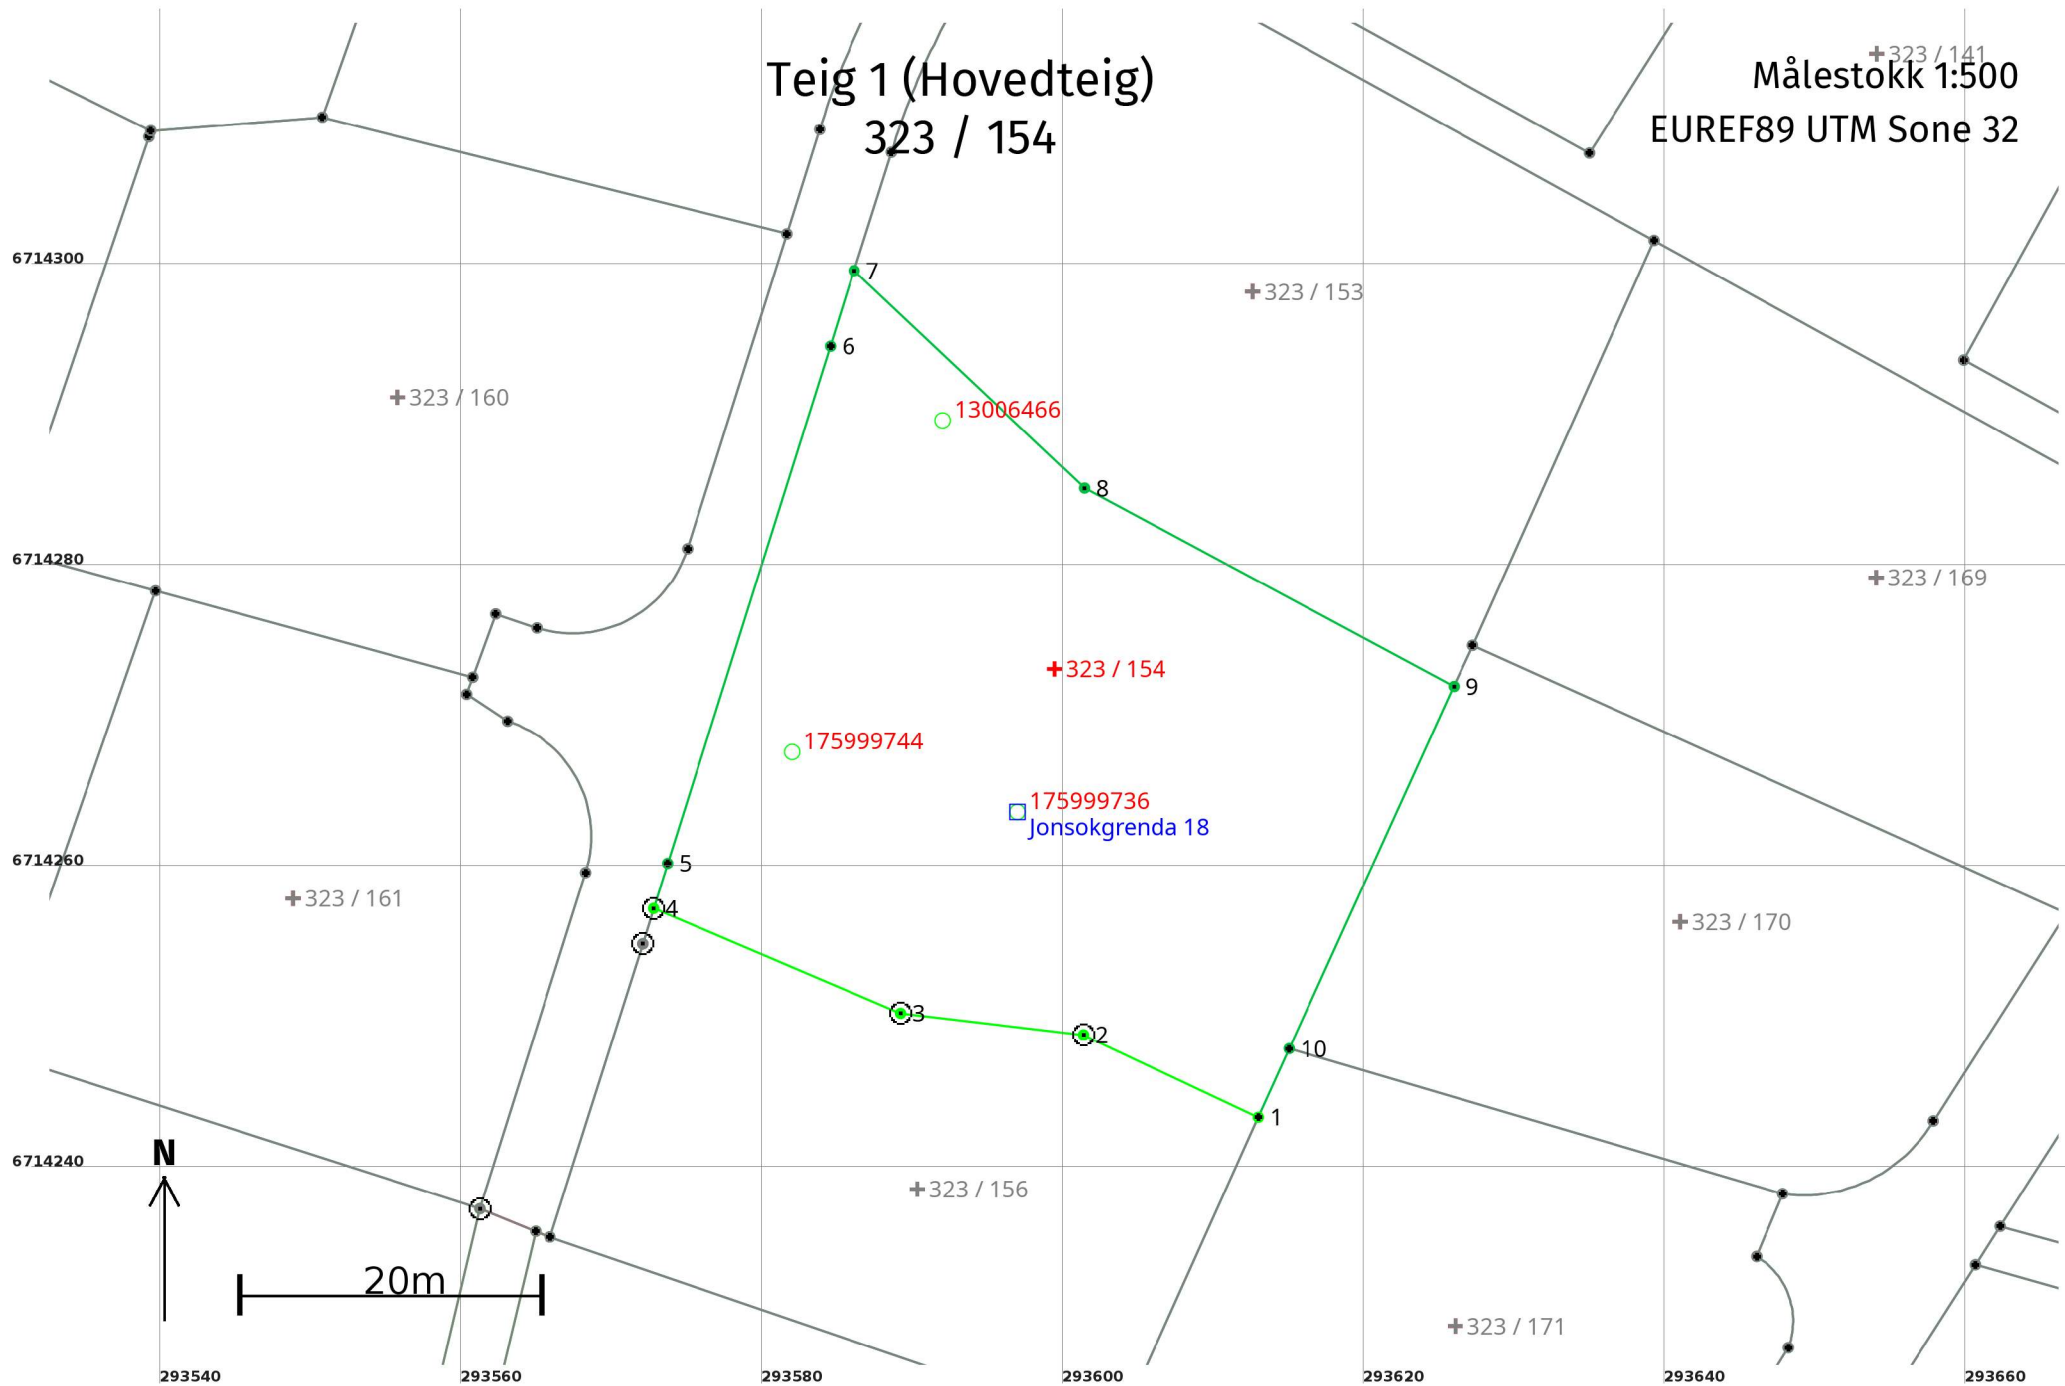 Teig 1 (Hovedteig)
323 / 154
323 / 141
Målestokk 1:500
EUREF89 UTM Sone 32
6714300
7
323 / 153
6
323 / 160
13006466
8
6714280
323 / 169
323 / 154
9
175999744
175999736
Jonsokgrenda 18
6714260
5
323 / 161
4
323 / 170
3
2
10
1
6714240
N
323 / 156
20m
323 / 171
293540
293560
293580
293600
293620
293640
293660